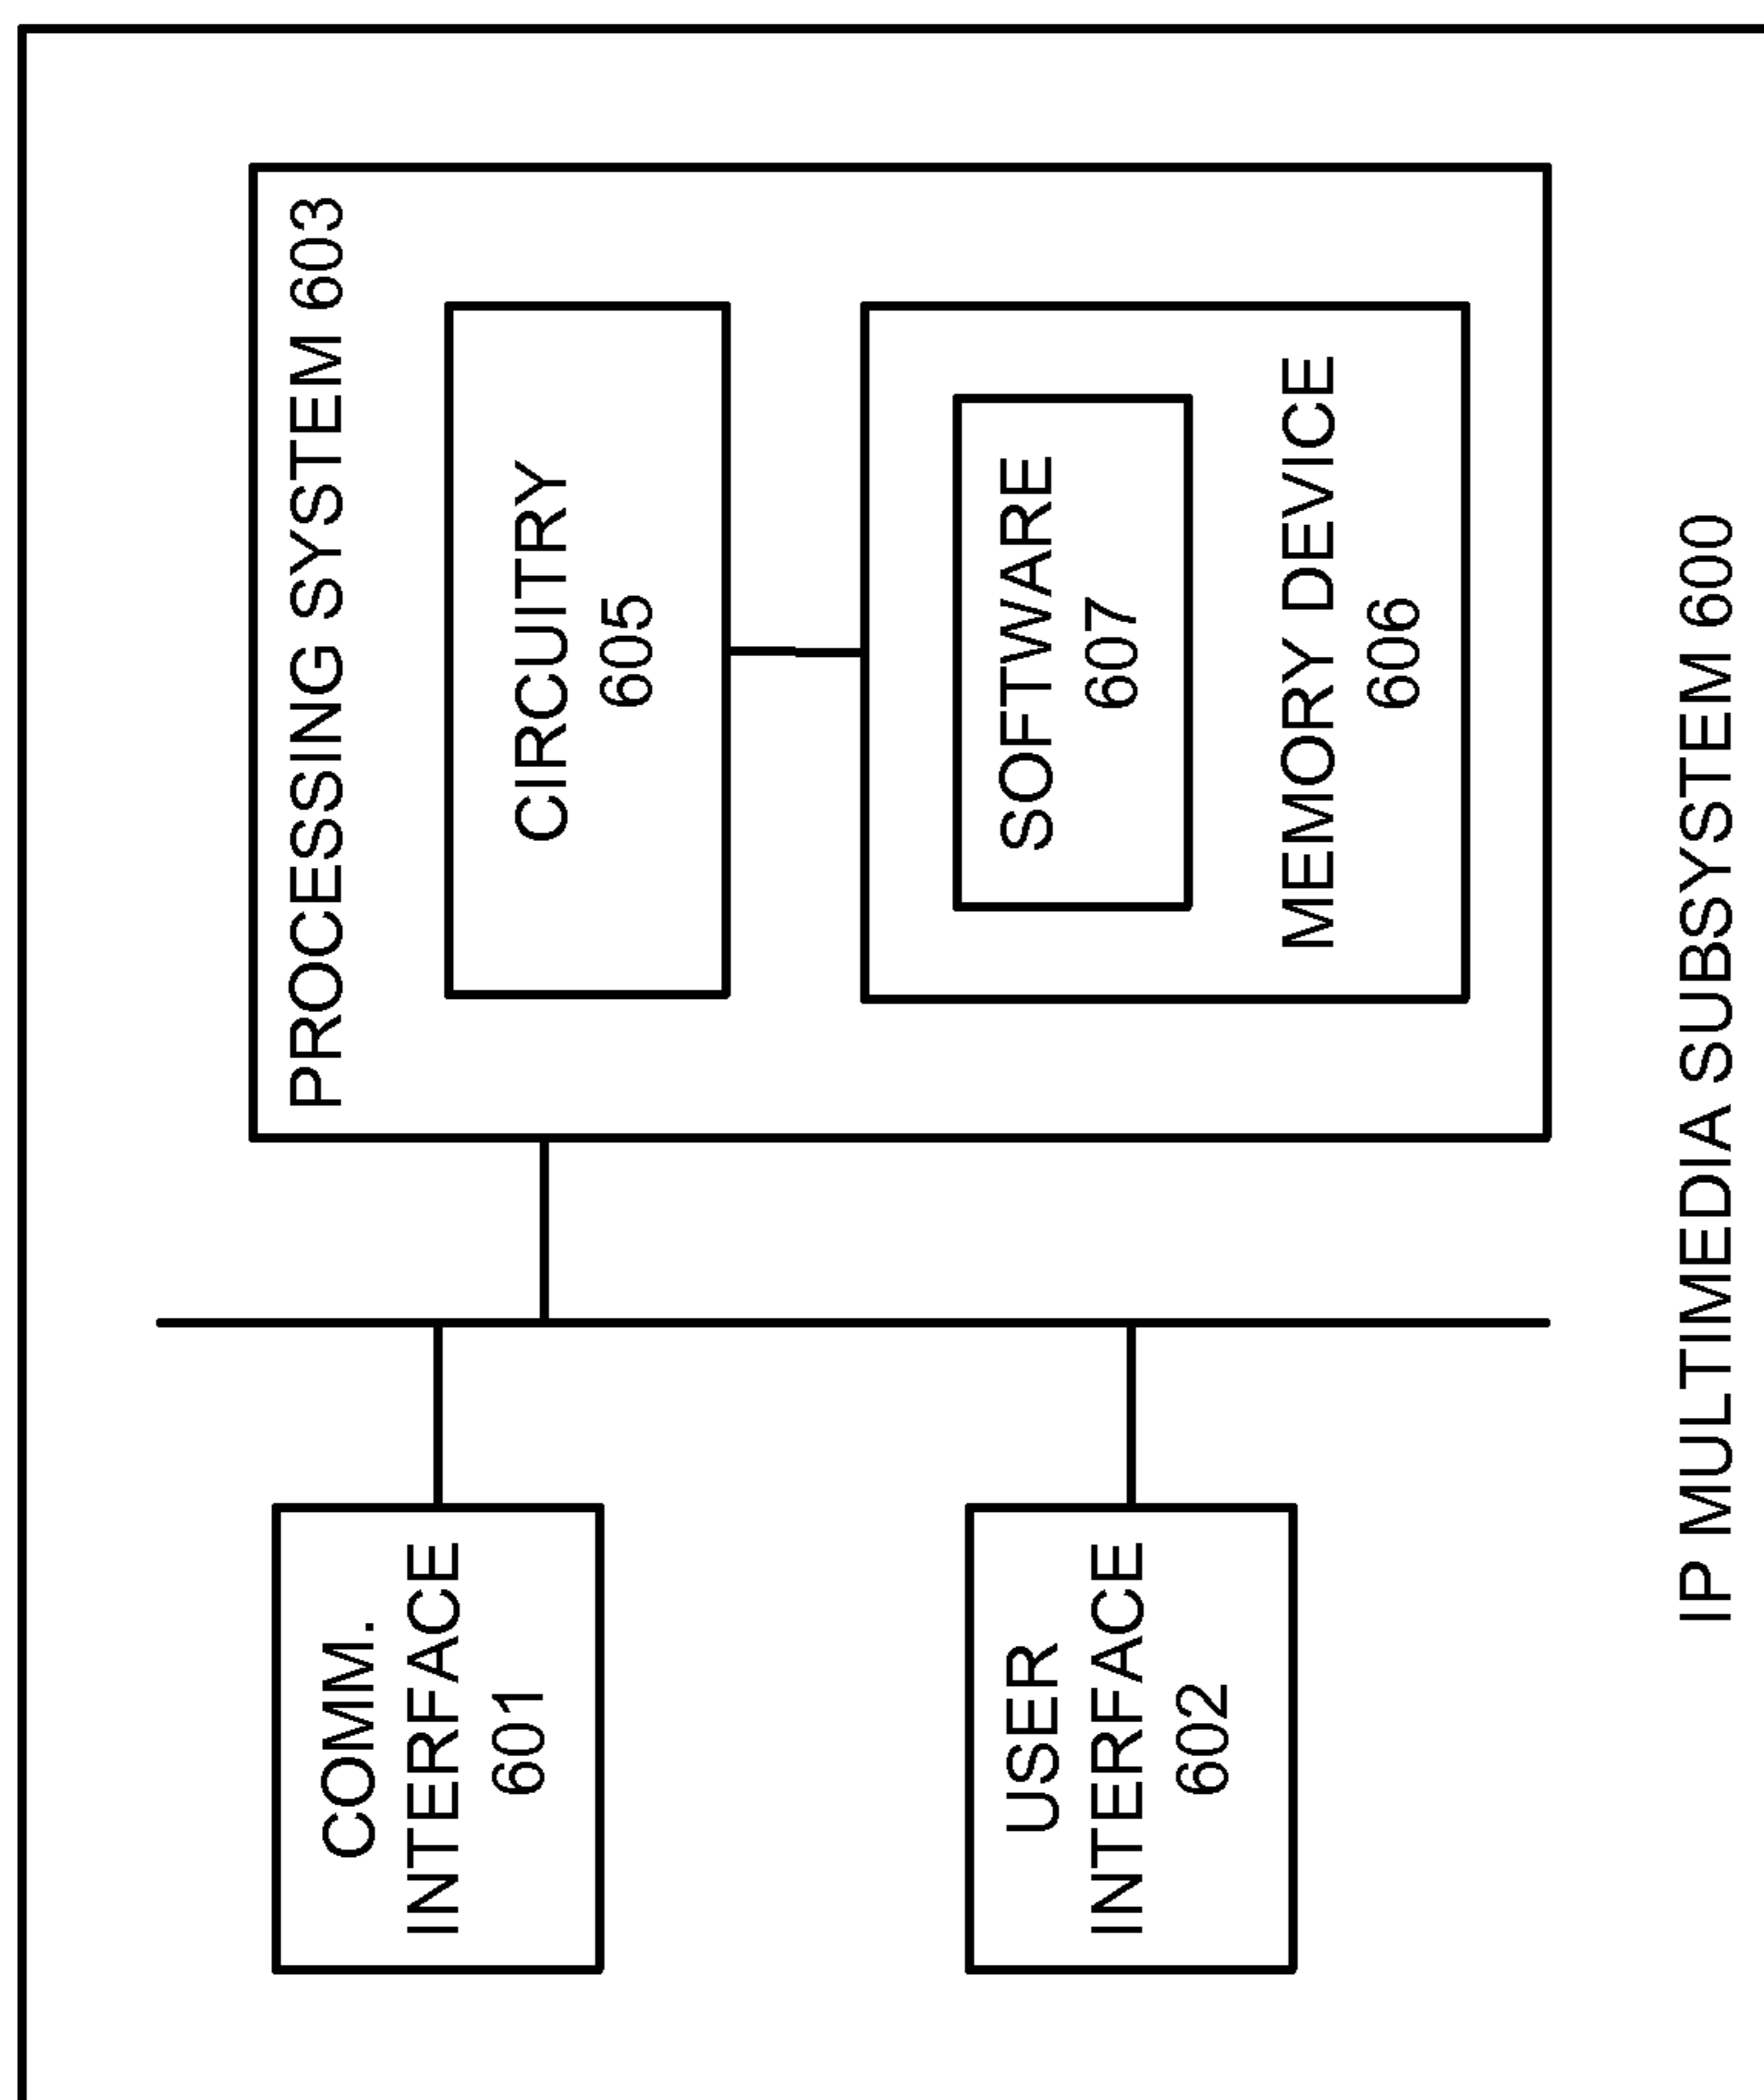 COMM.
INTERFACE
601
USER
INTERFACE
602
PROCESSING SYSTEM 603
CIRCUITRY
605
SOFTWARE
607
MEMORY DEVICE
606
IP MULTIMEDIA SUBSYSTEM 600